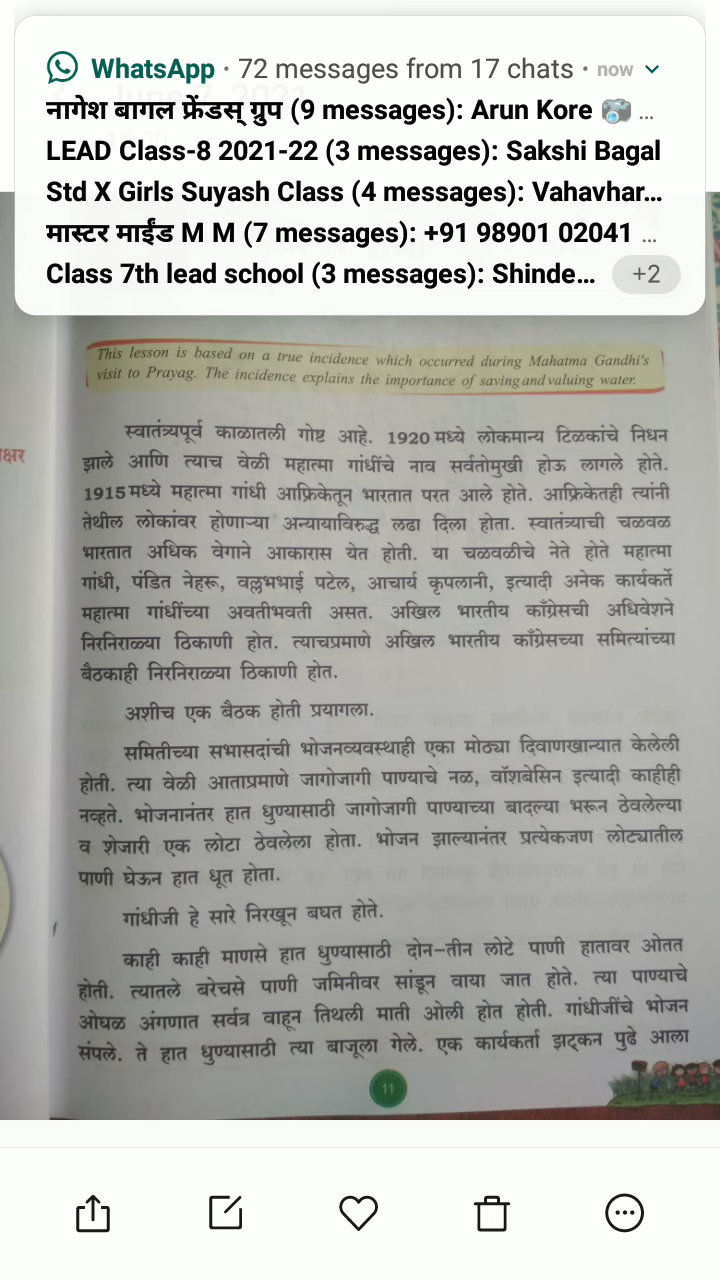 WhatsApp · 72 messages from 17 chats · now
नागेश बागल फ्रेंडस् ग्रुप (9 messages): Arun Kore 📷 ...
LEAD Class-8 2021-22 (3 messages): Sakshi Bagal
Std X Girls Suyash Class (4 messages): Vahavhar...
मास्टर माईंड M M (7 messages): +91 98901 02041 ...
Class 7th lead school (3 messages): Shinde... +2
This lesson is based on a true incidence which occurred during Mahatma Gandhi's
visit to Prayag. The incidence explains the importance of saving and valuing water.
क्षर
स्वातंत्र्यपूर्व काळातली गोष्ट आहे. 1920 मध्ये लोकमान्य टिळकांचे निधन
झाले आणि त्याच वेळी महात्मा गांधींचे नाव सर्वतोमुखी होऊ लागले होते.
1915 मध्ये महात्मा गांधी आफ्रिकेतून भारतात परत आले होते. आफ्रिकेतही त्यांनी
तेथील लोकांवर होणाऱ्या अन्यायाविरुद्ध लढा दिला होता. स्वातंत्र्याची चळवळ
भारतात अधिक वेगाने आकारास येत होती. या चळवळीचे नेते होते महात्मा
गांधी, पंडित नेहरू, वल्लभभाई पटेल, आचार्य कृपलानी, इत्यादी अनेक कार्यकर्ते
महात्मा गांधींच्या अवतीभवती असत. अखिल भारतीय काँग्रेसची अधिवेशने
निरनिराळ्या ठिकाणी होत. त्याचप्रमाणे अखिल भारतीय काँग्रेसच्या समित्यांच्या
बैठकाही निरनिराळ्या ठिकाणी होत.
अशीच एक बैठक होती प्रयागला.
समितीच्या सभासदांची भोजनव्यवस्थाही एका मोठ्या दिवाणखान्यात केलेली
होती. त्या वेळी आताप्रमाणे जागोजागी पाण्याचे नळ, वॉशबेसिन इत्यादी काहीही
नव्हते. भोजनानंतर हात धुण्यासाठी जागोजागी पाण्याच्या बादल्या भरून ठेवलेल्या
व शेजारी एक लोटा ठेवलेला होता. भोजन झाल्यानंतर प्रत्येकजण लोट्यातील
पाणी घेऊन हात धूत होता.
गांधीजी हे सारे निरखून बघत होते.
काही काही माणसे हात धुण्यासाठी दोन-तीन लोटे पाणी हातावर ओतत
होती. त्यातले बरेचसे पाणी जमिनीवर सांडून वाया जात होते. त्या पाण्याचे
ओघळ अंगणात सर्वत्र वाहून तिथली माती ओली होत होती. गांधीजींचे भोजन
संपले. ते हात धुण्यासाठी त्या बाजूला गेले. एक कार्यकर्ता झट्कन पुढे आला
11